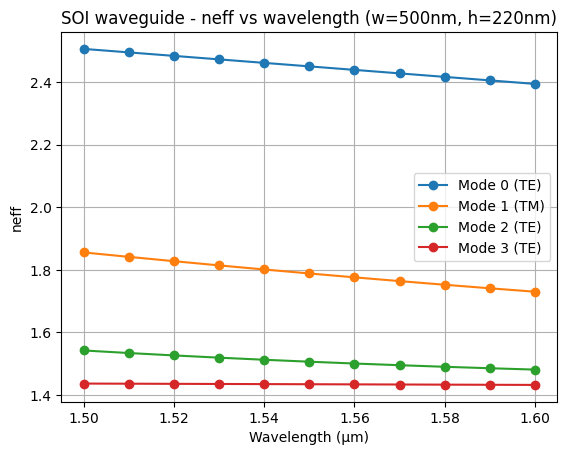 SOI waveguide - neff vs wavelength (w=500nm, h=220nm)
neff
2.4
2.2
2.0
1.8
1.6
1.4
Mode 0 (TE)
Mode 1 (TM)
Mode 2 (TE)
Mode 3 (TE)
1.50 1.52 1.54 1.56 1.58 1.60
Wavelength (μm)